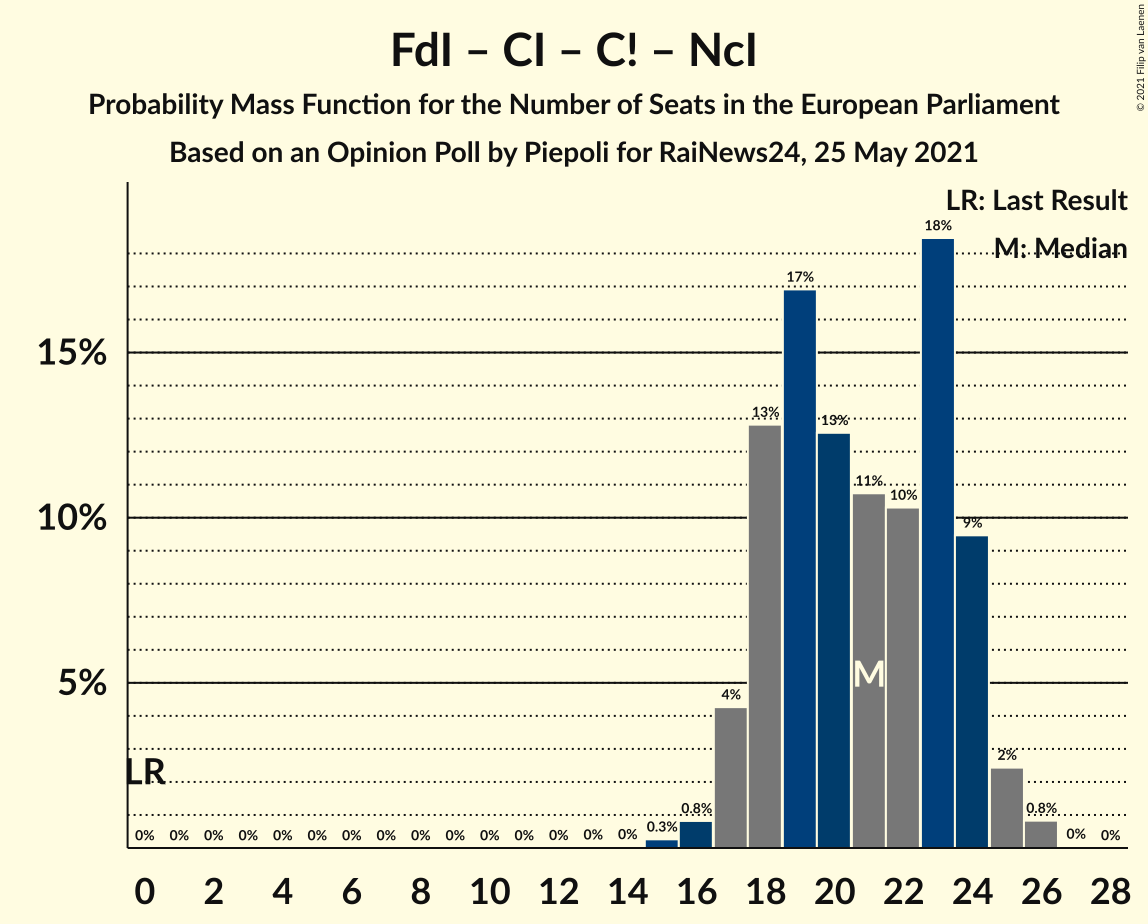 FdI – CI – C! – NcI
Probability Mass Function for the Number of Seats in the European Parliament
Based on an Opinion Poll by Piepoli for RaiNews24, 25 May 2021
© 2021 Filip van Laenen
LR: Last Result
M: Median
15%
10%
5%
LR
M
0% 0% 0% 0% 0% 0% 0% 0% 0% 0% 0% 0% 0% 0% 0% 0.3% 0.8% 4% 13% 17% 13% 11% 10% 18% 9% 2% 0.8% 0% 0%
0 2 4 6 8 10 12 14 16 18 20 22 24 26 28